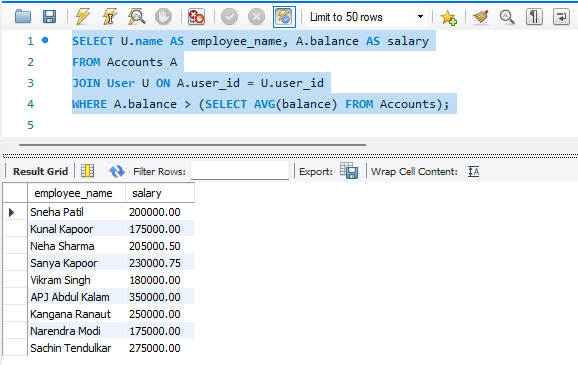 Limit to 50 rows
1 SELECT U.name AS employee_name, A.balance AS salary
2 FROM Accounts A
3 JOIN User U ON A.user_id = U.user_id
4 WHERE A.balance > (SELECT AVG(balance) FROM Accounts);
5
Result Grid Filter Rows: Export: Wrap Cell Content: IA
employee_name salary
Sneha Patil 200000.00
Kunal Kapoor 175000.00
Neha Sharma 205000.50
Sanya Kapoor 230000.75
Vikram Singh 180000.00
APJ Abdul Kalam 350000.00
Kangana Ranaut 250000.00
Narendra Modi 175000.00
Sachin Tendulkar 275000.00